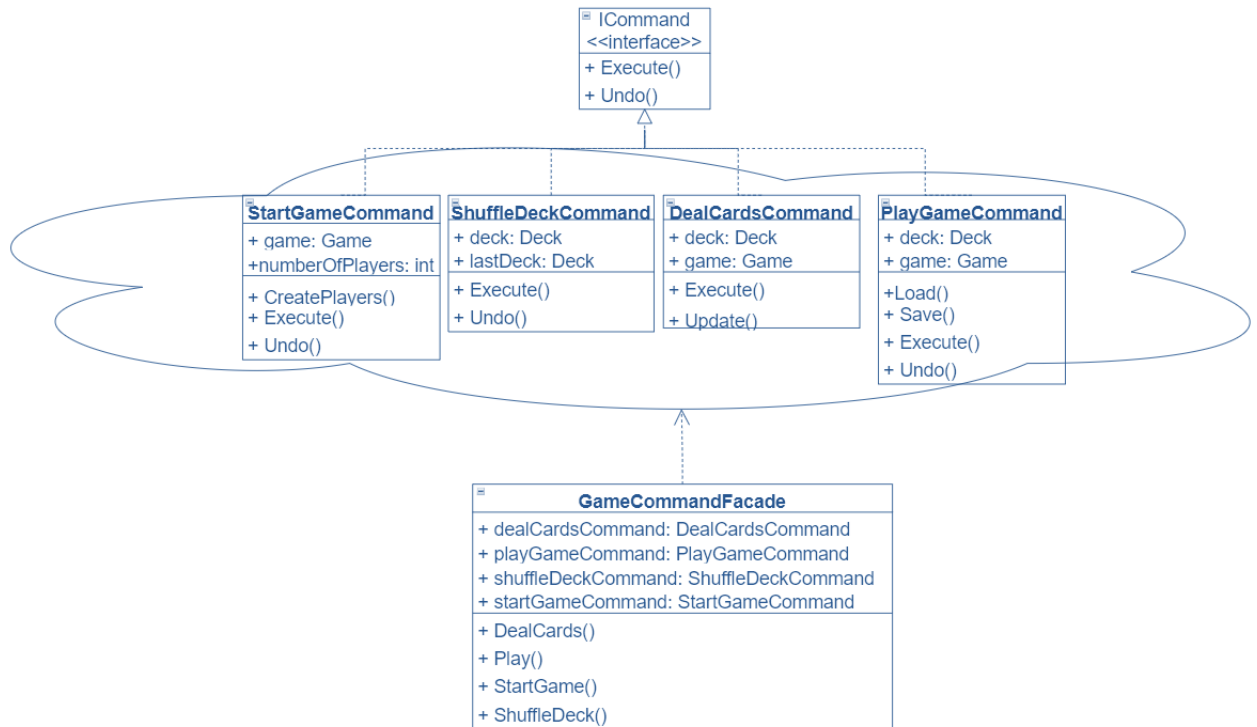 ICommand
<<interface>>
+ Execute()
+ Undo()
StartGameCommand
+ game: Game
+numberOfPlayers: int
+ CreatePlayers()
+ Execute()
+ Undo()
ShuffleDeckCommand
+ deck: Deck
+ lastDeck: Deck
+ Execute()
+ Undo()
DealCardsCommand
+ deck: Deck
+ game: Game
+ Execute()
+ Update()
PlayGameCommand
+ deck: Deck
+ game: Game
+Load()
+ Save()
+ Execute()
+ Undo()
GameCommandFacade
+ dealCardsCommand: DealCardsCommand
+ playGameCommand: PlayGameCommand
+ shuffleDeckCommand: ShuffleDeckCommand
+ startGameCommand: StartGameCommand
+ DealCards()
+ Play()
+ StartGame()
+ ShuffleDeck()